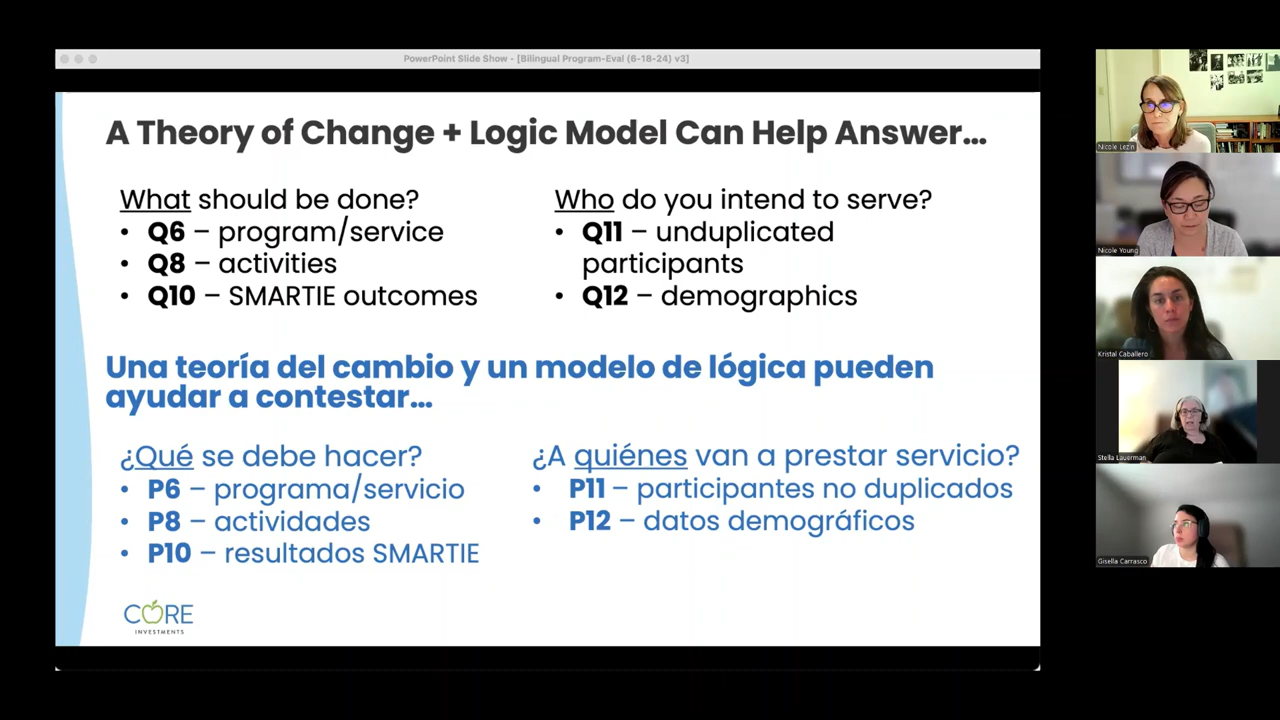 PowerPoint Slide Show - [Bilingual Program-Eval (6-18-24) v3]
A Theory of Change + Logic Model Can Help Answer...
What should be done?
• Q6 – program/service
• Q8 – activities
• Q10 – SMARTIE outcomes
Who do you intend to serve?
• Q11 – unduplicated
participants
• Q12 – demographics
Una teoría del cambio y un modelo de lógica pueden
ayudar a contestar...
¿Qué se debe hacer?
• P6 – programa/servicio
• P8 – actividades
• P10 – resultados SMARTIE
¿A quiénes van a prestar servicio?
• P11 – participantes no duplicados
• P12 – datos demográficos
CORE
INVESTMENTS
Nicole Lezin
Nicole Young
Kristal Caballero
Stella Lauerman
Gisella Carrasco